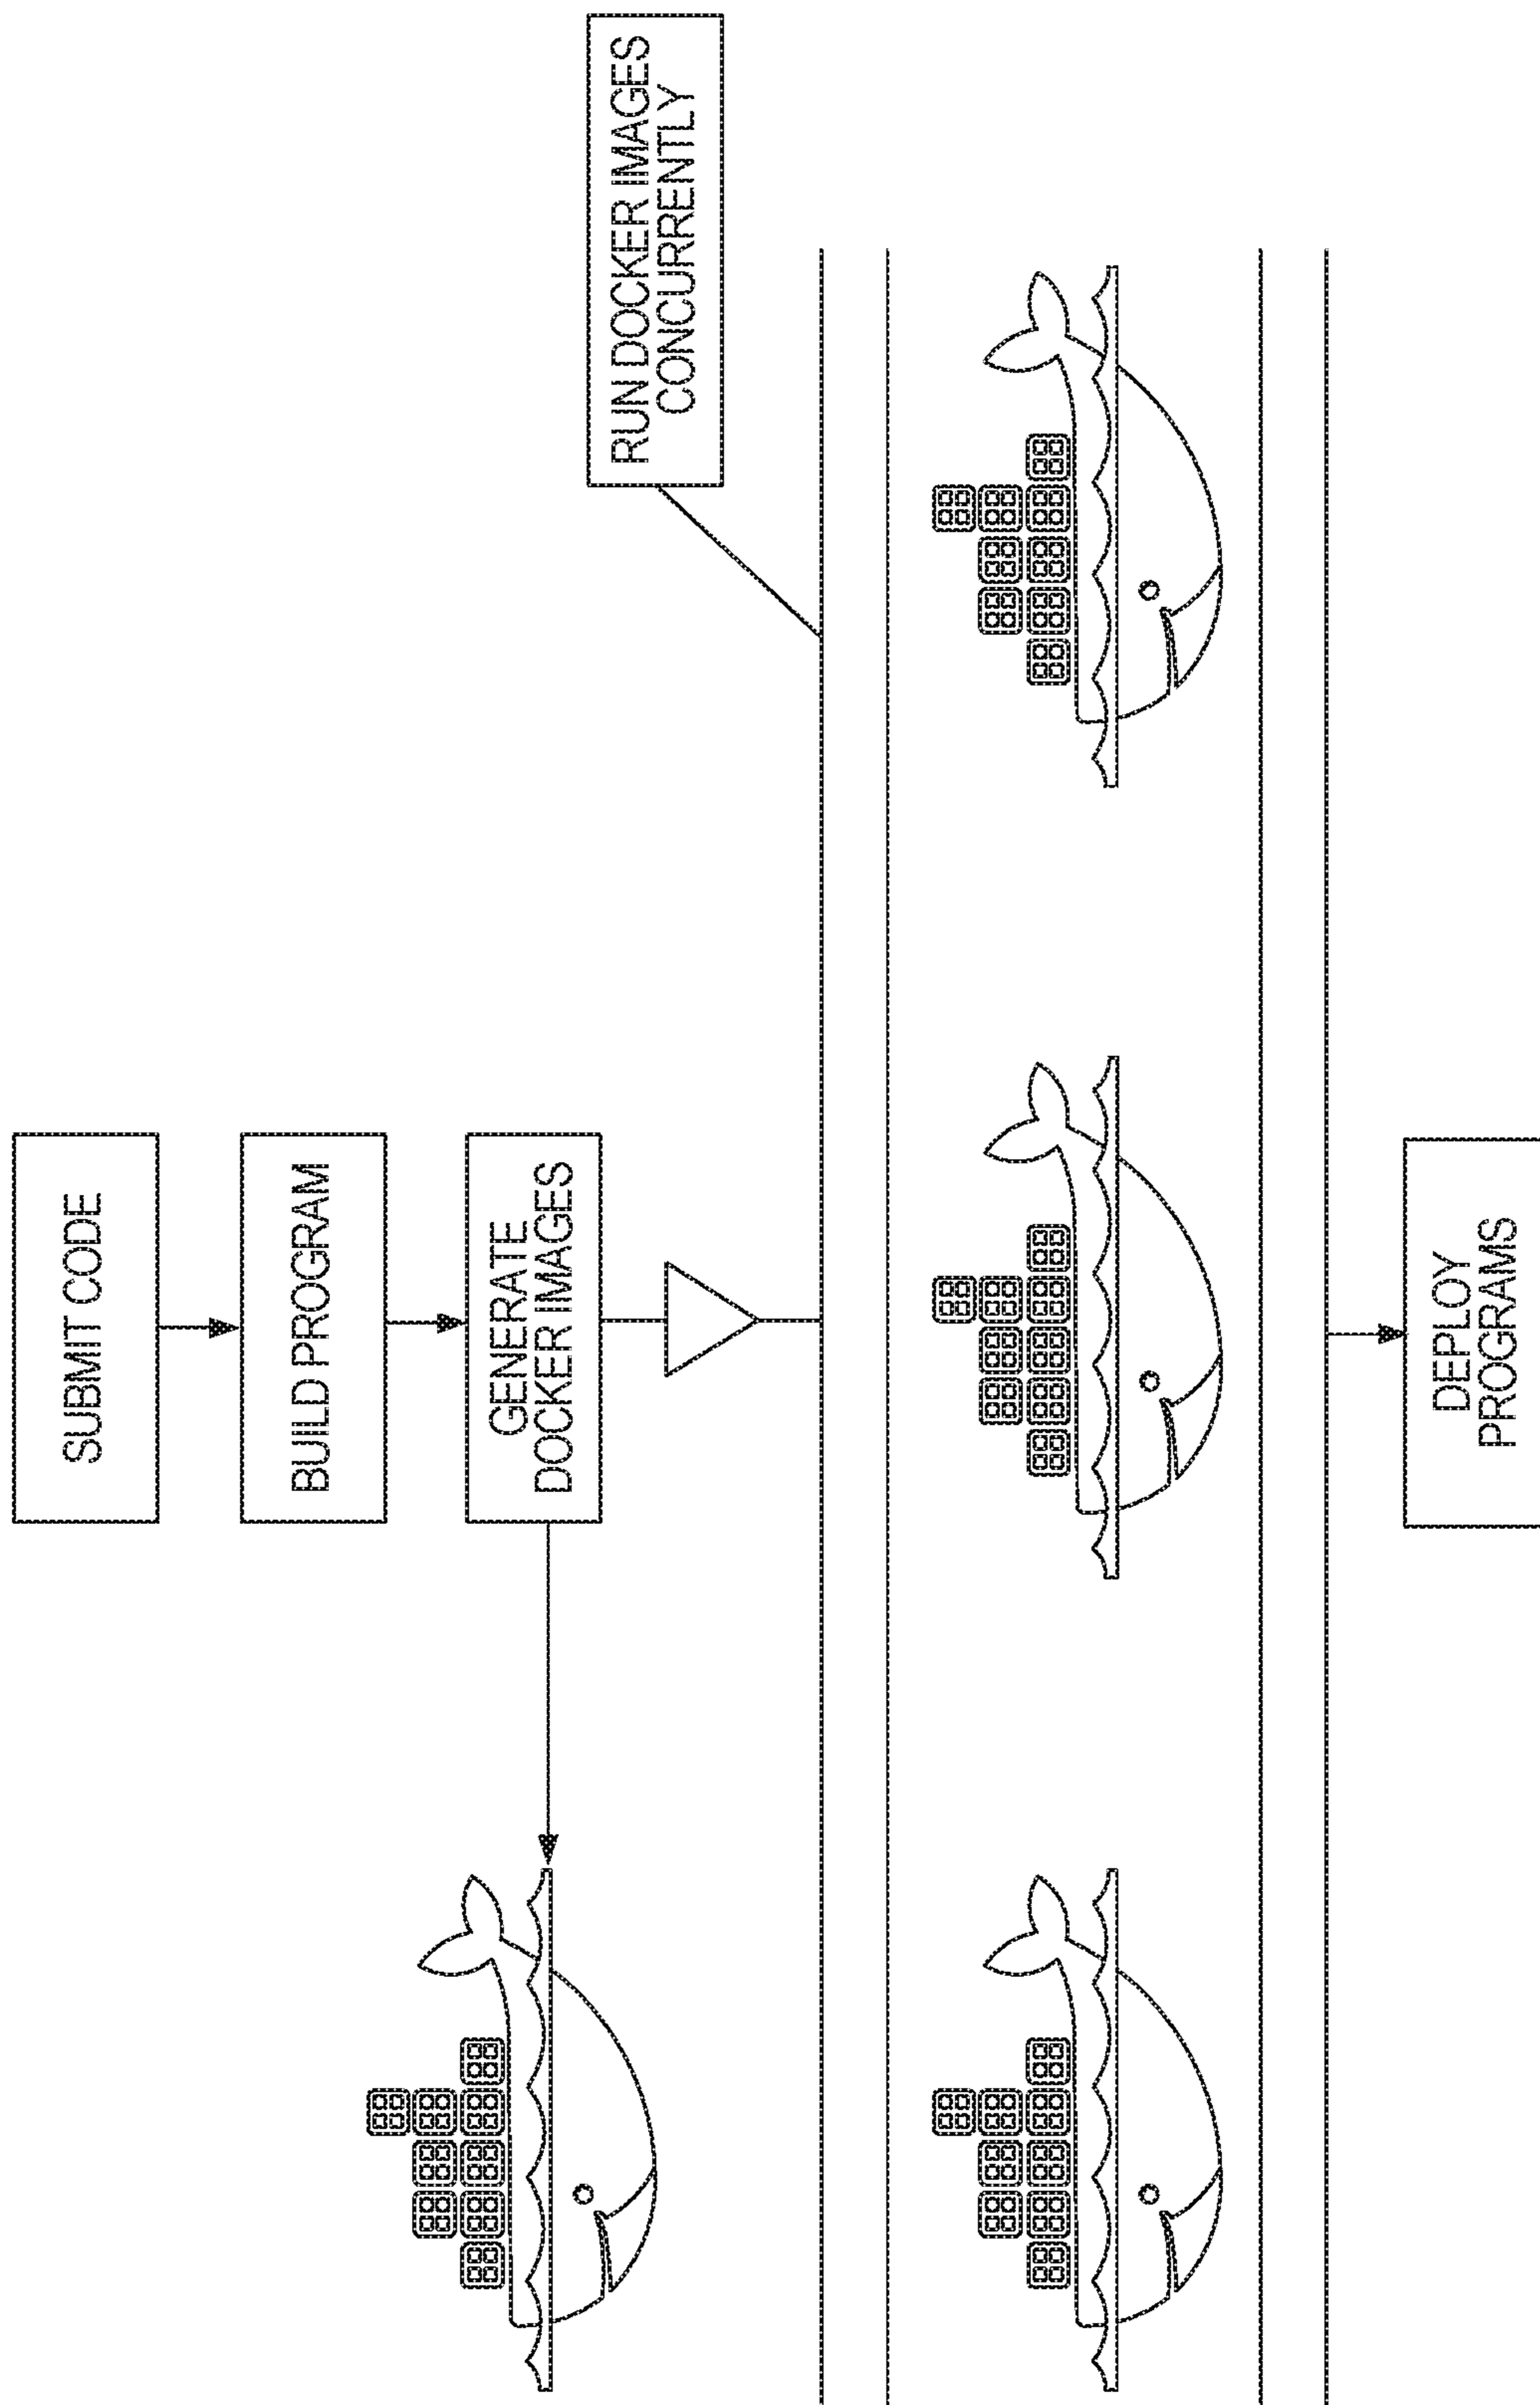 SUBMIT CODE
BUILD PROGRAM
GENERATE
DOCKER IMAGES
RUN DOCKER IMAGES
CONCURRENTLY
DEPLOY
PROGRAMS